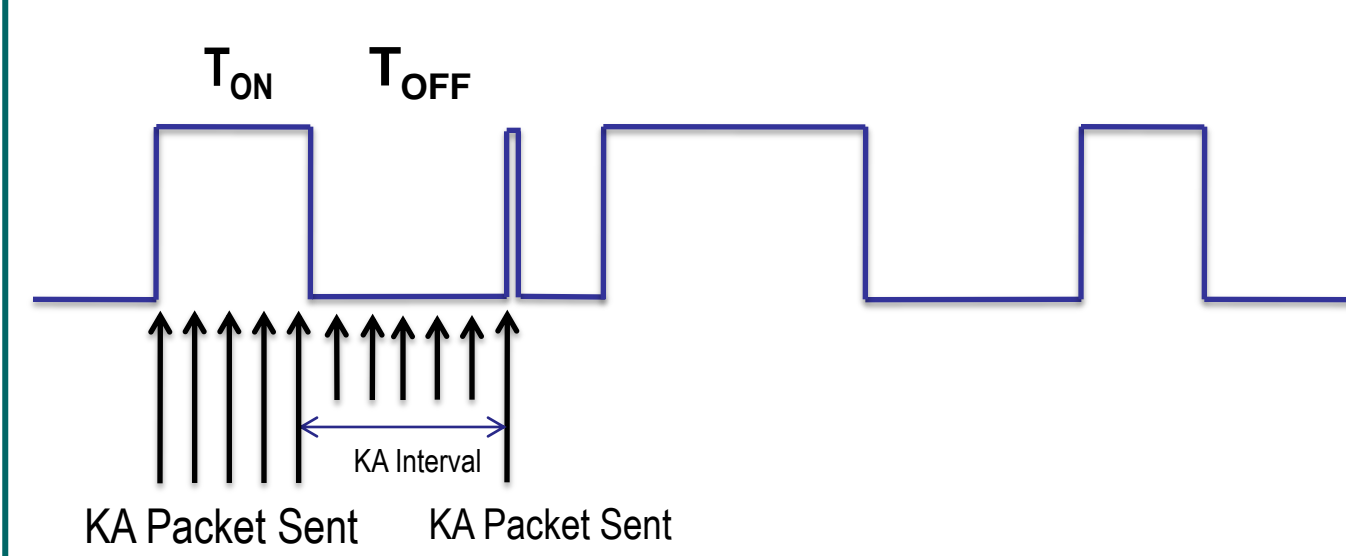 TON TOFF
KA Interval
KA Packet Sent KA Packet Sent